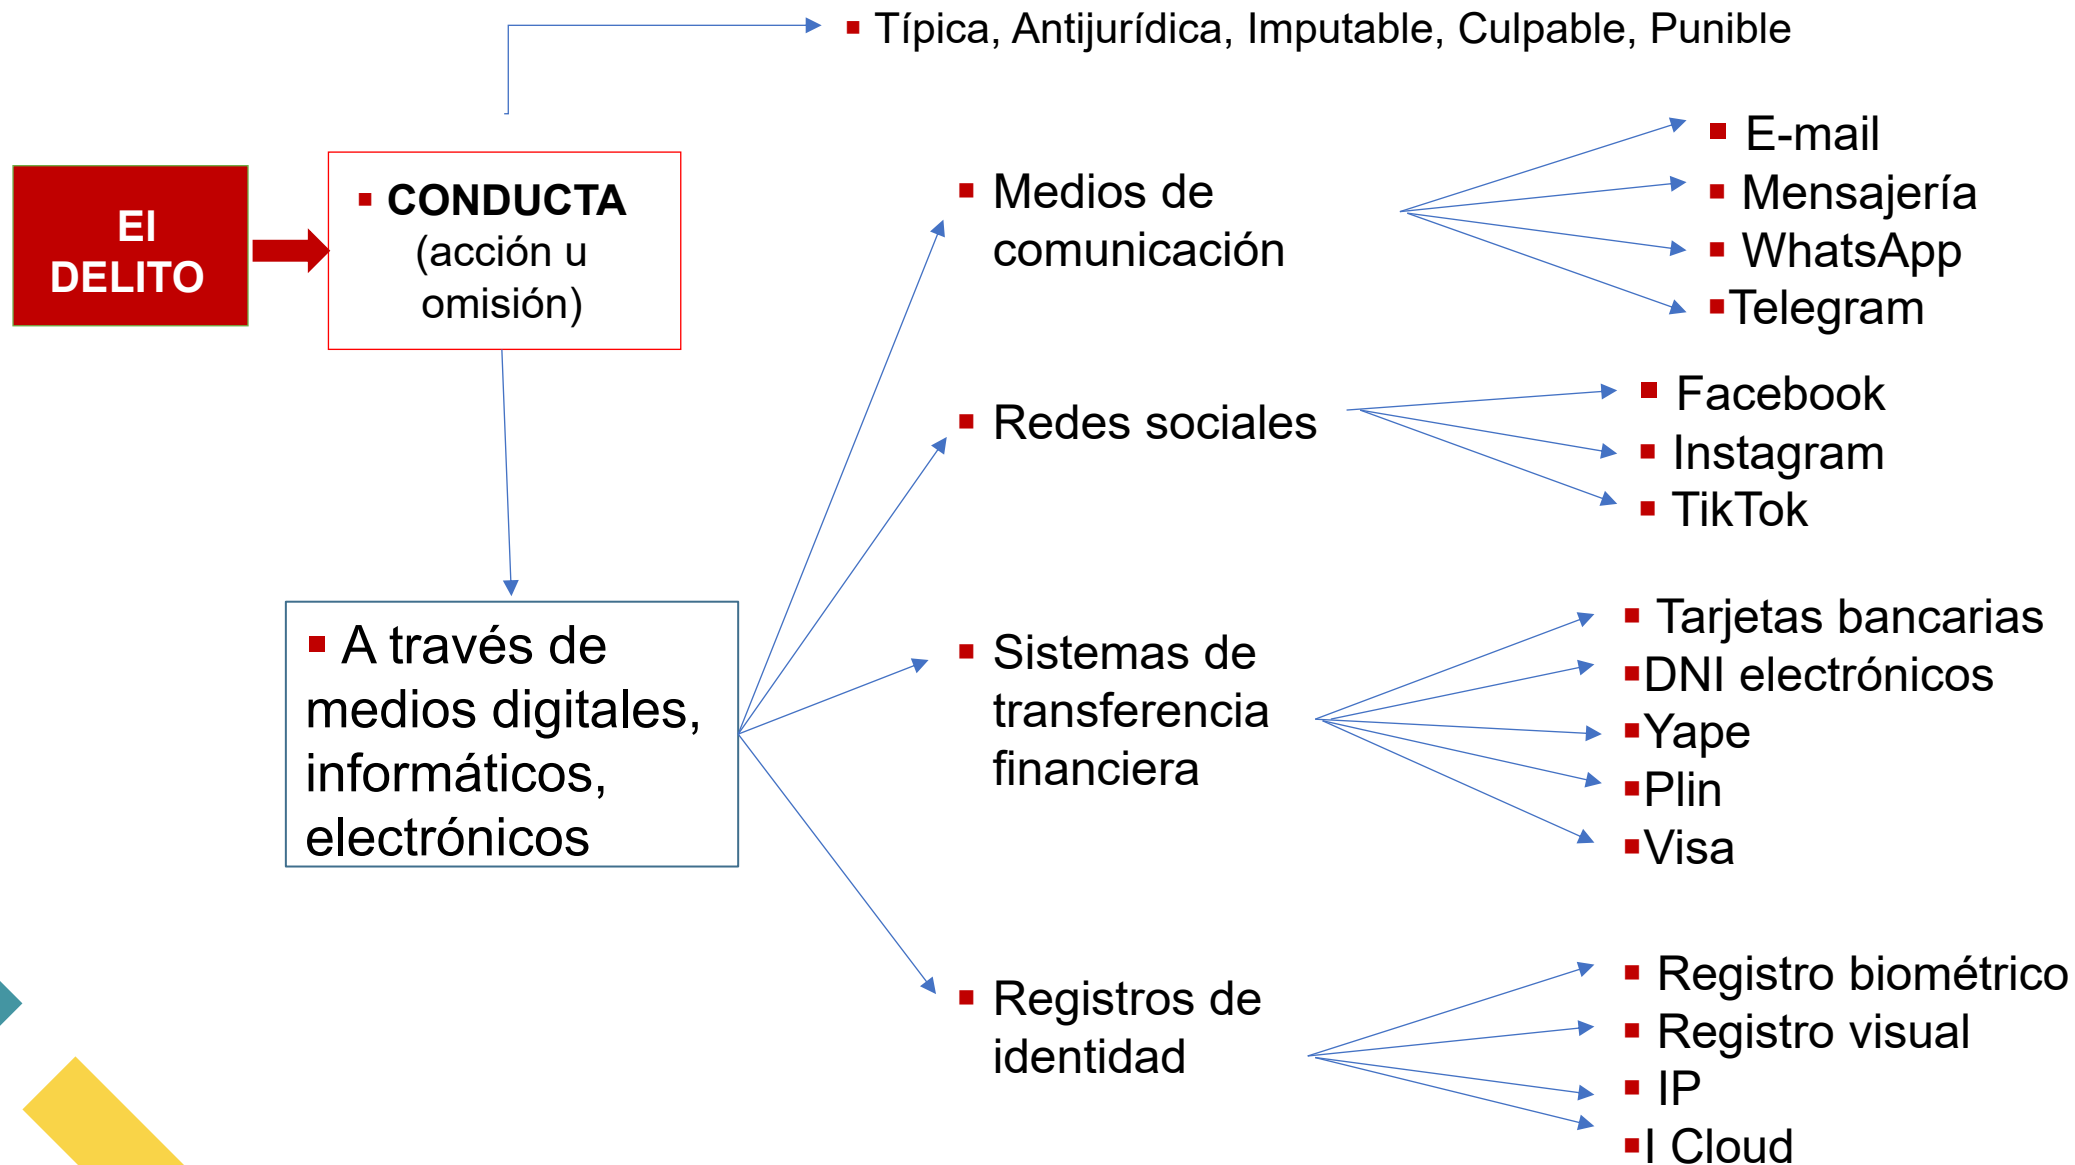 Típica, Antijurídica, Imputable, Culpable, Punible
El
DELITO
CONDUCTA
(acción u
omisión)
A través de
medios digitales,
informáticos,
electrónicos
Medios de
comunicación
E-mail
Mensajería
WhatsApp
Telegram
Redes sociales
Facebook
Instagram
TikTok
Sistemas de
transferencia
financiera
Tarjetas bancarias
DNI electrónicos
Yape
Plin
Visa
Registros de
identidad
Registro biométrico
Registro visual
IP
I Cloud